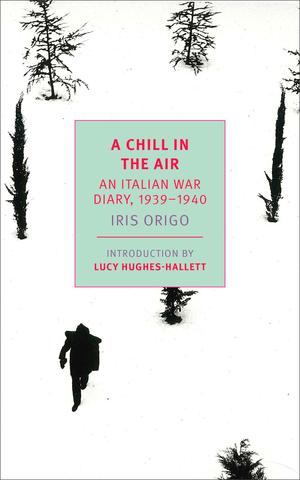 A CHILL IN
THE AIR
AN ITALIAN WAR
DIARY, 1939–1940
IRIS ORIGO
INTRODUCTION BY
LUCY HUGHES-HALLETT